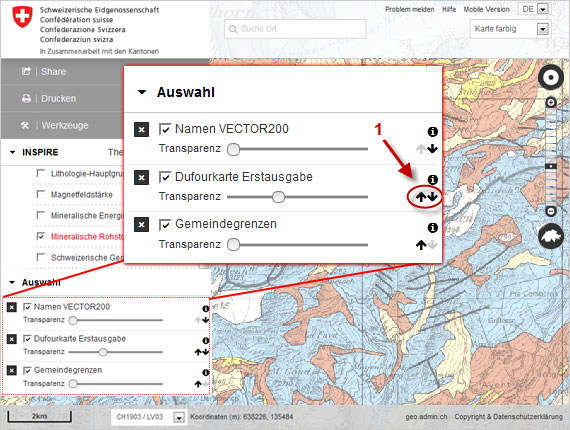 Schweizerische Eidgenossenschaft
Confédération suisse
Confederazione Svizzera
Confederaziun svizra
In Zusammenarbeit mit den Kantonen
Problem melden Hilfe Mobile Version DE
Suche Ort
Karte farbig
Share
Drucken
Werkzeuge
INSPIRE The
Lithologie-Hauptgru
Magnetfeldstärke
Mineralische Energie
Mineralische Rohsto
Schweizerische Geo
Auswahl
Namen VECTOR200
Transparenz
Dufourkarte Erstausgabe
Transparenz
Gemeindegrenzen
Transparenz
1
Auswahl
Namen VECTOR200
Transparenz
Dufourkarte Erstausgabe
Transparenz
Gemeindegrenzen
Transparenz
2km
CH1903 / LV03
Koordinaten (m): 638226, 135484
geo.admin.ch Copyright & Datenschutzerklärung